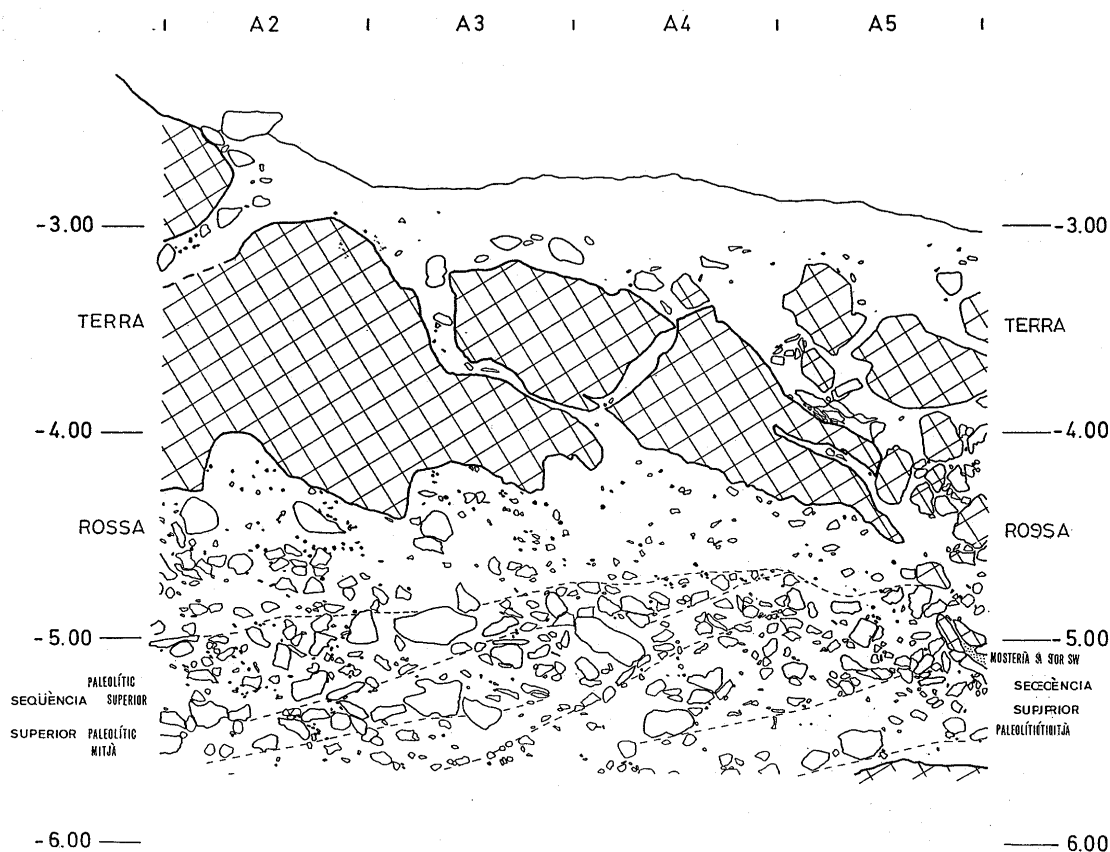 A2 A3 A4 A5
-3.00 -3.00
TERRA TERRA
-4.00 -4.00
ROSSA ROSSA
-5.00 -5.00
MOSTERIÀ
PALEOLÍTIC
SEQÜÈNCIA SUPERIOR
SUPERIOR PALEOLÍTIC
MITJÀ
-6.00 6.00